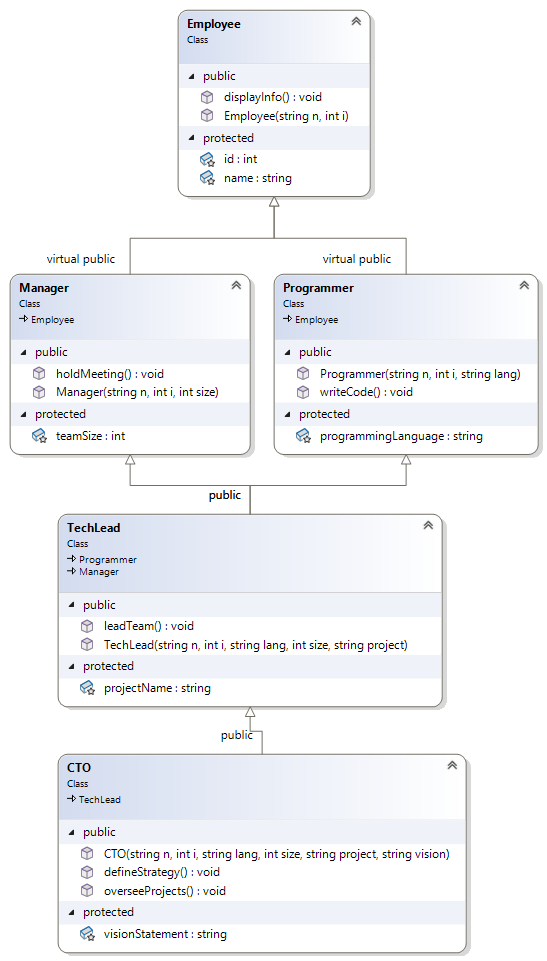 Employee
Class
public
displayInfo() : void
Employee(string n, int i)
protected
id : int
name : string
virtual public
virtual public
Manager
Class
Employee
public
holdMeeting() : void
Manager(string n, int i, int size)
protected
teamSize : int
Programmer
Class
Employee
public
Programmer(string n, int i, string lang)
writeCode() : void
protected
programmingLanguage : string
public
TechLead
Class
Programmer
Manager
public
leadTeam() : void
TechLead(string n, int i, string lang, int size, string project)
protected
projectName : string
public
CTO
Class
TechLead
public
CTO(string n, int i, string lang, int size, string project, string vision)
defineStrategy() : void
overseeProjects() : void
protected
visionStatement : string